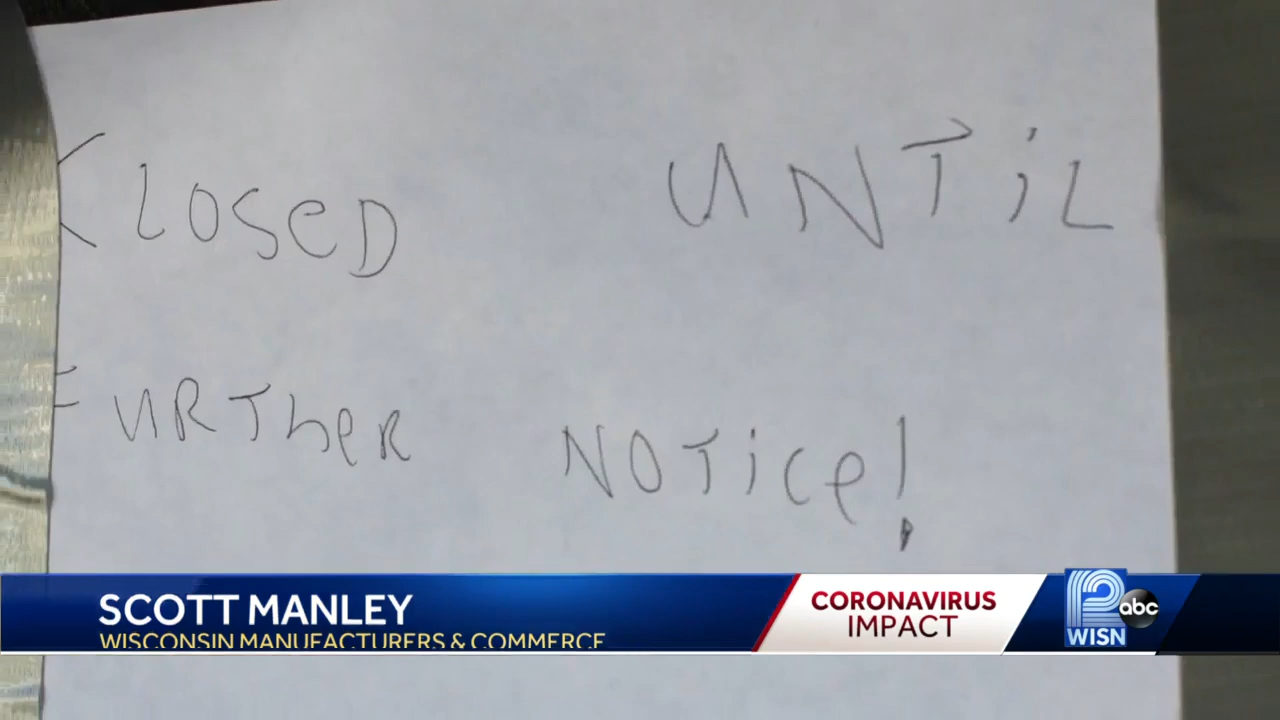 CLOSED UNTiL
FURTheR NOTice!
SCOTT MANLEY
WISCONSIN MANUFACTURERS & COMMERCE
CORONAVIRUS
IMPACT
12
abc
WISN